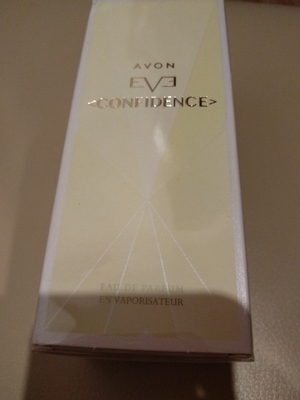 AVON
EVE
<CONFIDENCE>
EAU DE PARFUM
EN VAPORISATEUR